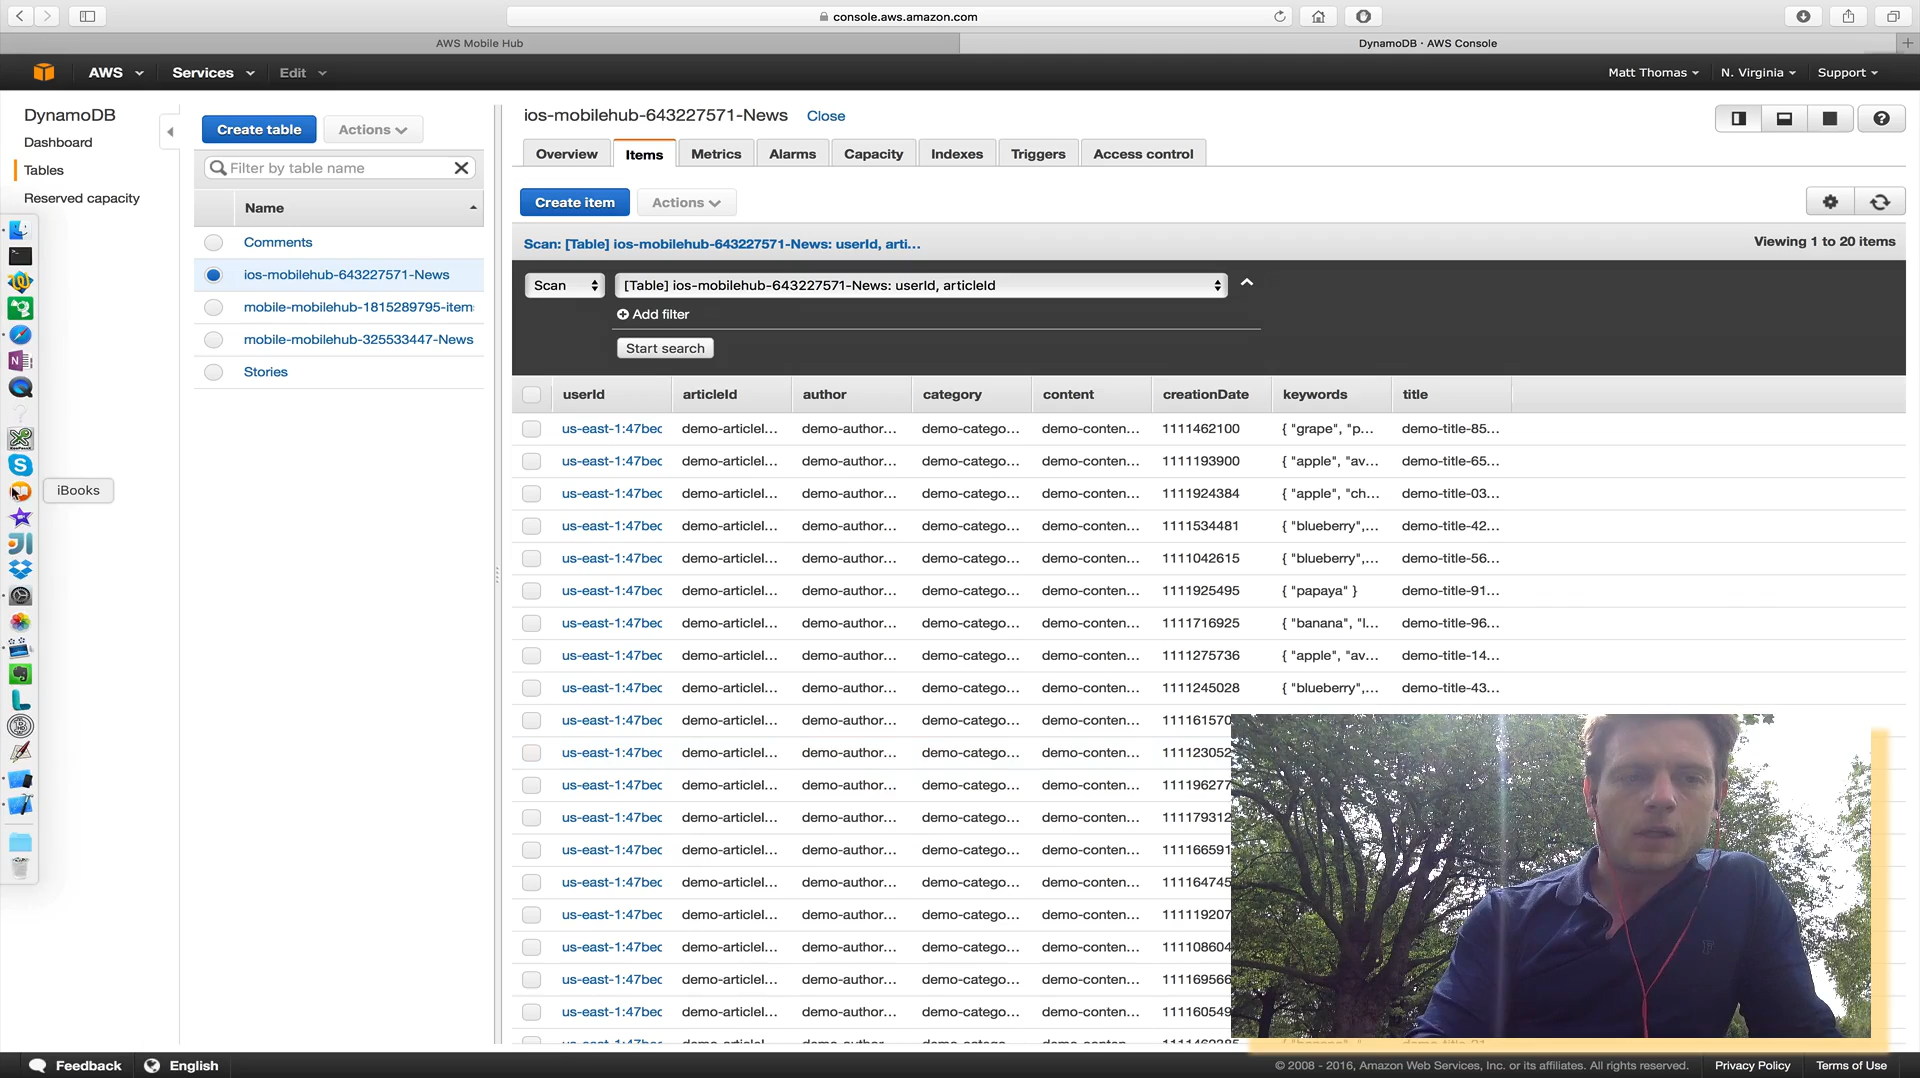 console.aws.amazon.com
AWS Mobile Hub
DynamoDB · AWS Console
AWS Services Edit
Matt Thomas N. Virginia Support
DynamoDB
Dashboard
Tables
Reserved capacity
iBooks
Create table Actions
Filter by table name
Name
Comments
ios-mobilehub-643227571-News
mobile-mobilehub-1815289795-item
mobile-mobilehub-325533447-News
Stories
ios-mobilehub-643227571-News Close
Overview Items Metrics Alarms Capacity Indexes Triggers Access control
Create item Actions
Scan: [Table] ios-mobilehub-643227571-News: userId, arti…
Viewing 1 to 20 items
Scan [Table] ios-mobilehub-643227571-News: userId, articleId
Add filter
Start search
userId articleId author category content creationDate keywords title
us-east-1:47bec demo-articleI… demo-author… demo-catego… demo-conten… 1111462100 { "grape", "p… demo-title-85…
us-east-1:47bec demo-articleI… demo-author… demo-catego… demo-conten… 1111193900 { "apple", "av… demo-title-65…
us-east-1:47bec demo-articleI… demo-author… demo-catego… demo-conten… 1111924384 { "apple", "ch… demo-title-03…
us-east-1:47bec demo-articleI… demo-author… demo-catego… demo-conten… 1111534481 { "blueberry",… demo-title-42…
us-east-1:47bec demo-articleI… demo-author… demo-catego… demo-conten… 1111042615 { "blueberry",… demo-title-56…
us-east-1:47bec demo-articleI… demo-author… demo-catego… demo-conten… 1111925495 { "papaya" } demo-title-91…
us-east-1:47bec demo-articleI… demo-author… demo-catego… demo-conten… 1111716925 { "banana", "l… demo-title-96…
us-east-1:47bec demo-articleI… demo-author… demo-catego… demo-conten… 1111275736 { "apple", "av… demo-title-14…
us-east-1:47bec demo-articleI… demo-author… demo-catego… demo-conten… 1111245028 { "blueberry",… demo-title-43…
us-east-1:47bec demo-articleI… demo-author… demo-catego… demo-conten… 111161570
us-east-1:47bec demo-articleI… demo-author… demo-catego… demo-conten… 111123052
us-east-1:47bec demo-articleI… demo-author… demo-catego… demo-conten… 111196277
us-east-1:47bec demo-articleI… demo-author… demo-catego… demo-conten… 111179312
us-east-1:47bec demo-articleI… demo-author… demo-catego… demo-conten… 111166591
us-east-1:47bec demo-articleI… demo-author… demo-catego… demo-conten… 111164745
us-east-1:47bec demo-articleI… demo-author… demo-catego… demo-conten… 111119207
us-east-1:47bec demo-articleI… demo-author… demo-catego… demo-conten… 111108604
us-east-1:47bec demo-articleI… demo-author… demo-catego… demo-conten… 111169566
us-east-1:47bec demo-articleI… demo-author… demo-catego… demo-conten… 111160549
Feedback English
© 2008 - 2016, Amazon Web Services, Inc. or its affiliates. All rights reserved. Privacy Policy Terms of Use